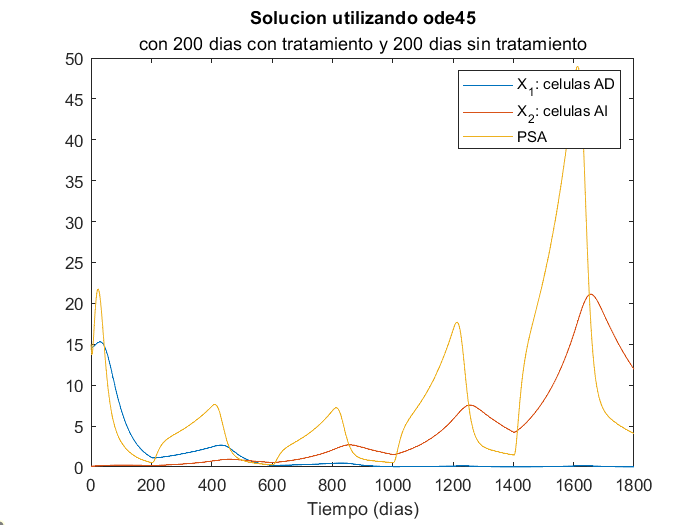 Solucion utilizando ode45
con 200 dias con tratamiento y 200 dias sin tratamiento
50
45
40
35
30
25
20
15
10
5
0
X1: celulas AD
X2: celulas AI
PSA
0 200 400 600 800 1000 1200 1400 1600 1800
Tiempo (dias)